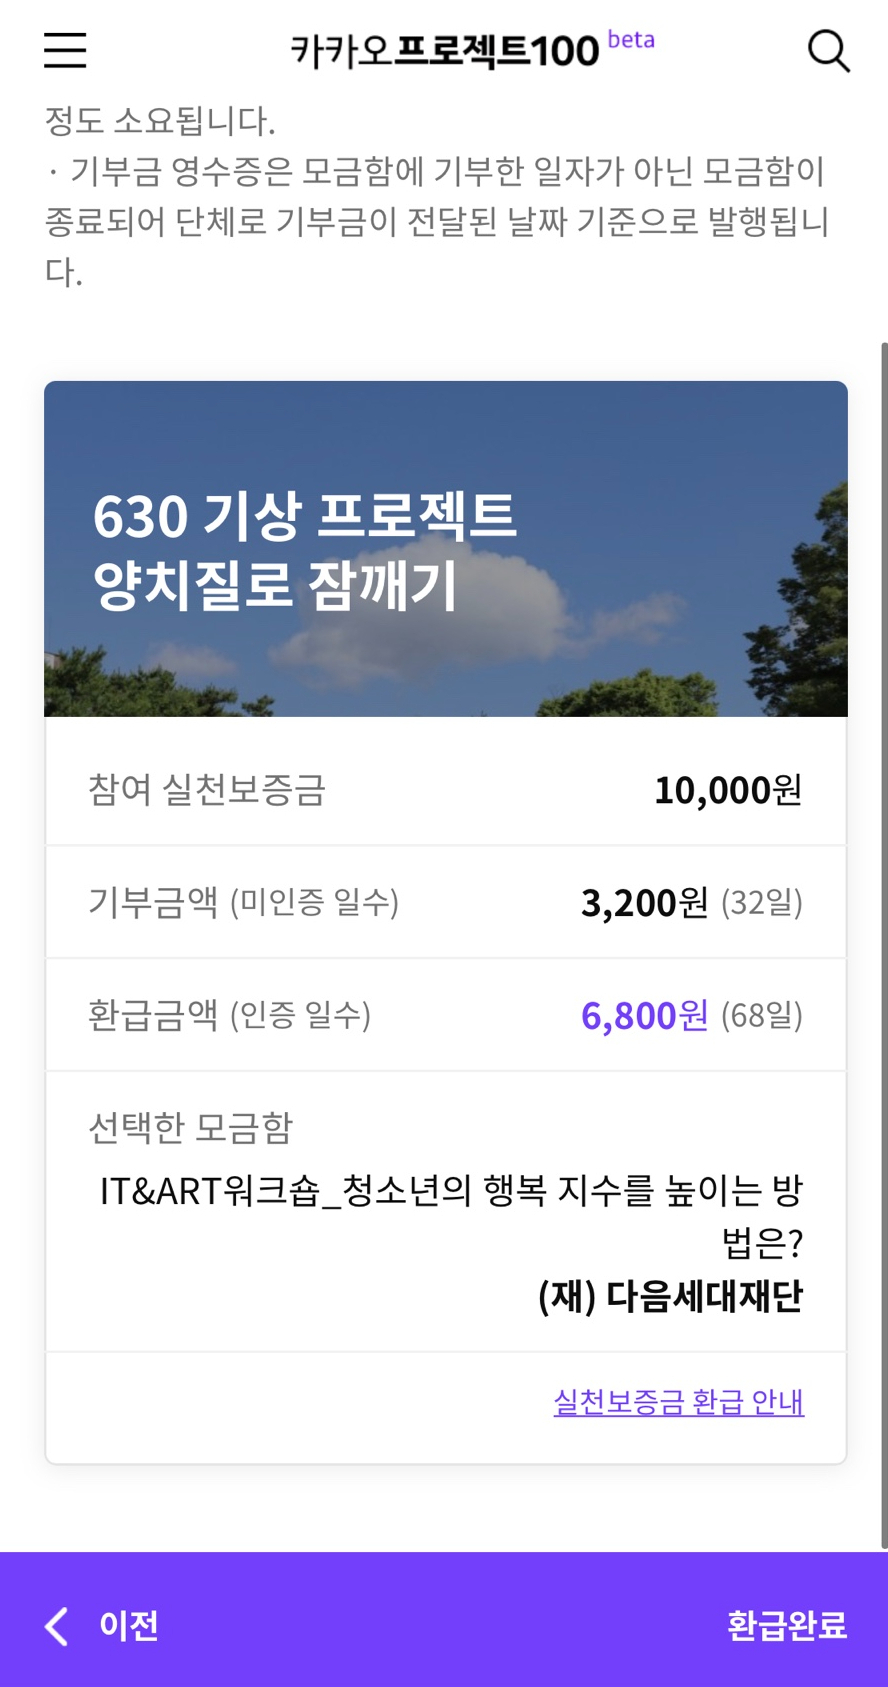 카카오프로젝트100 beta
정도 소요됩니다.
· 기부금 영수증은 모금함에 기부한 일자가 아닌 모금함이
종료되어 단체로 기부금이 전달된 날짜 기준으로 발행됩니
다.
630 기상 프로젝트
양치질로 잠깨기
참여 실천보증금 10,000원
기부금액 (미인증 일수) 3,200원 (32일)
환급금액 (인증 일수) 6,800원 (68일)
선택한 모금함
IT&ART워크숍_청소년의 행복 지수를 높이는 방
법은?
(재) 다음세대재단
실천보증금 환급 안내
이전 환급완료